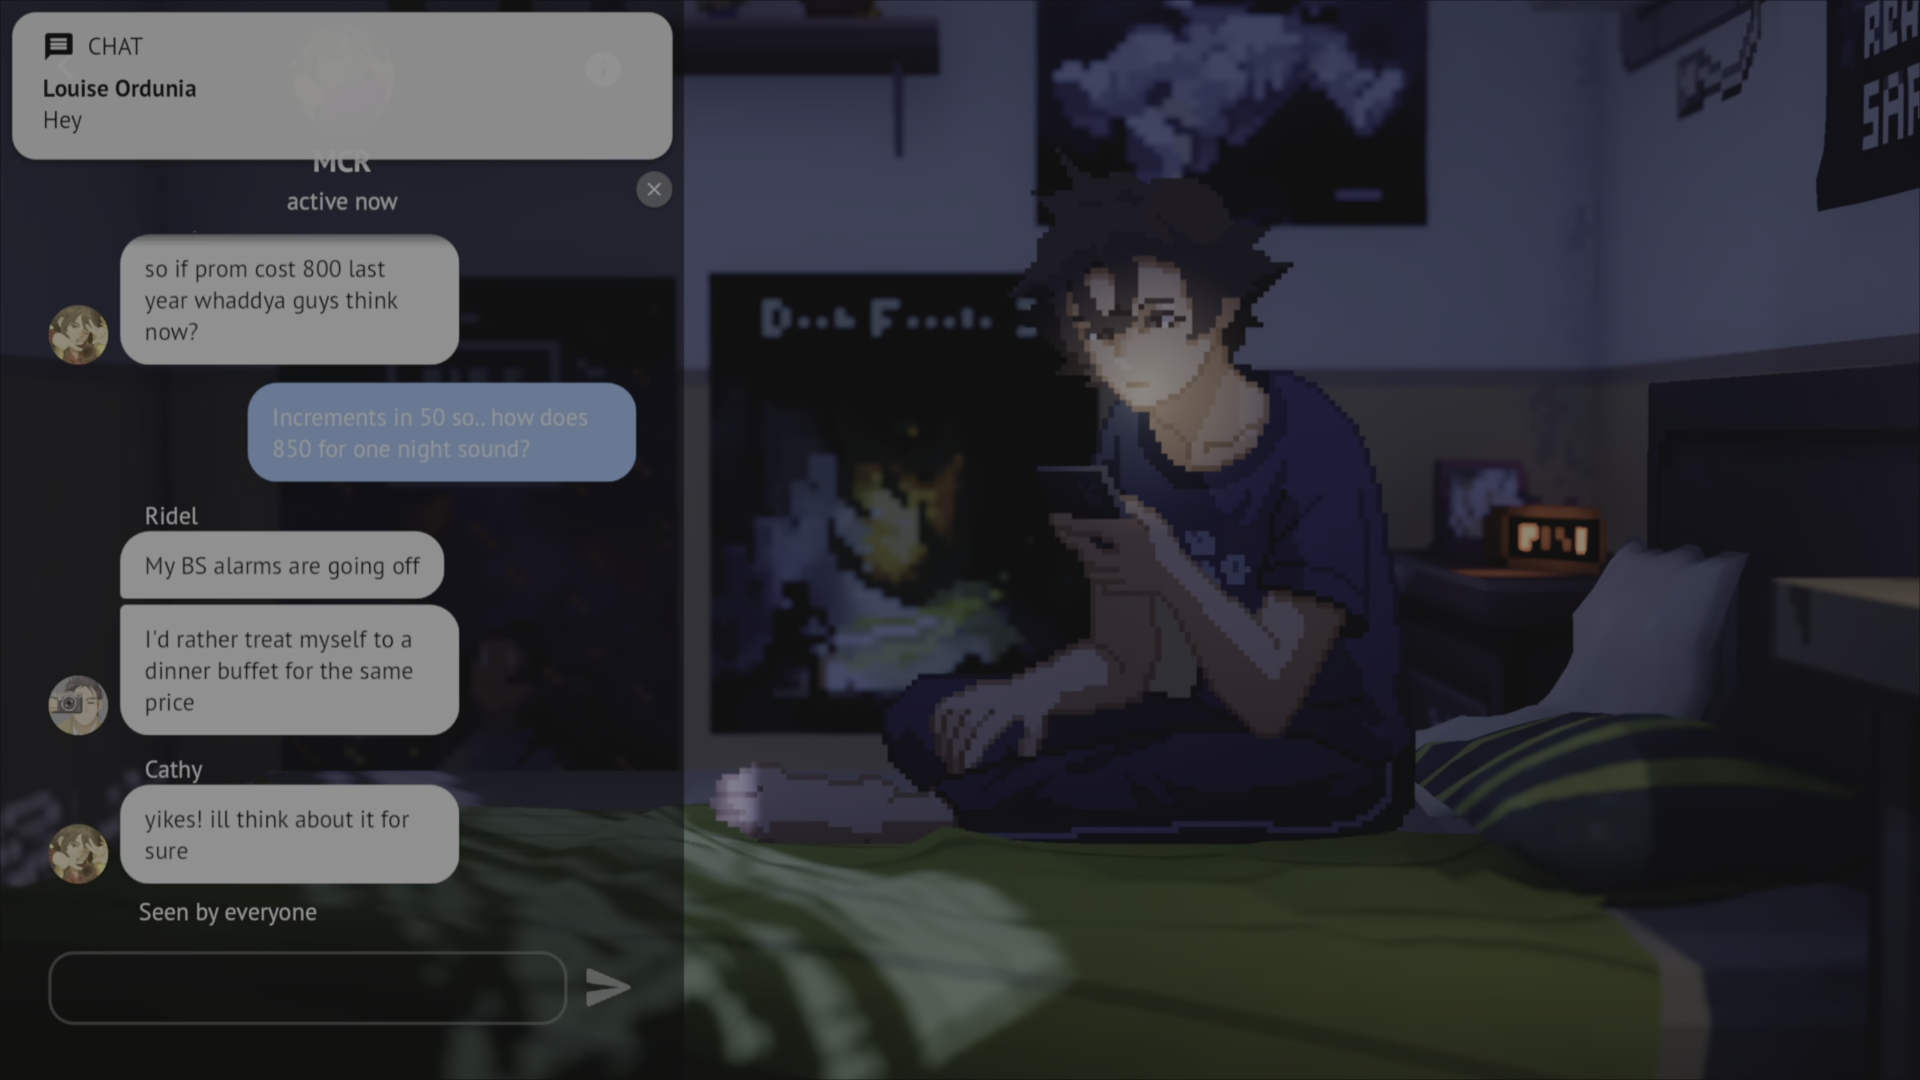 CHAT
Louise Ordunia
Hey
MCR
active now
so if prom cost 800 last
year whaddya guys think
now?
Increments in 50 so.. how does
850 for one night sound?
Ridel
My BS alarms are going off
I'd rather treat myself to a
dinner buffet for the same
price
Cathy
yikes! ill think about it for
sure
Seen by everyone